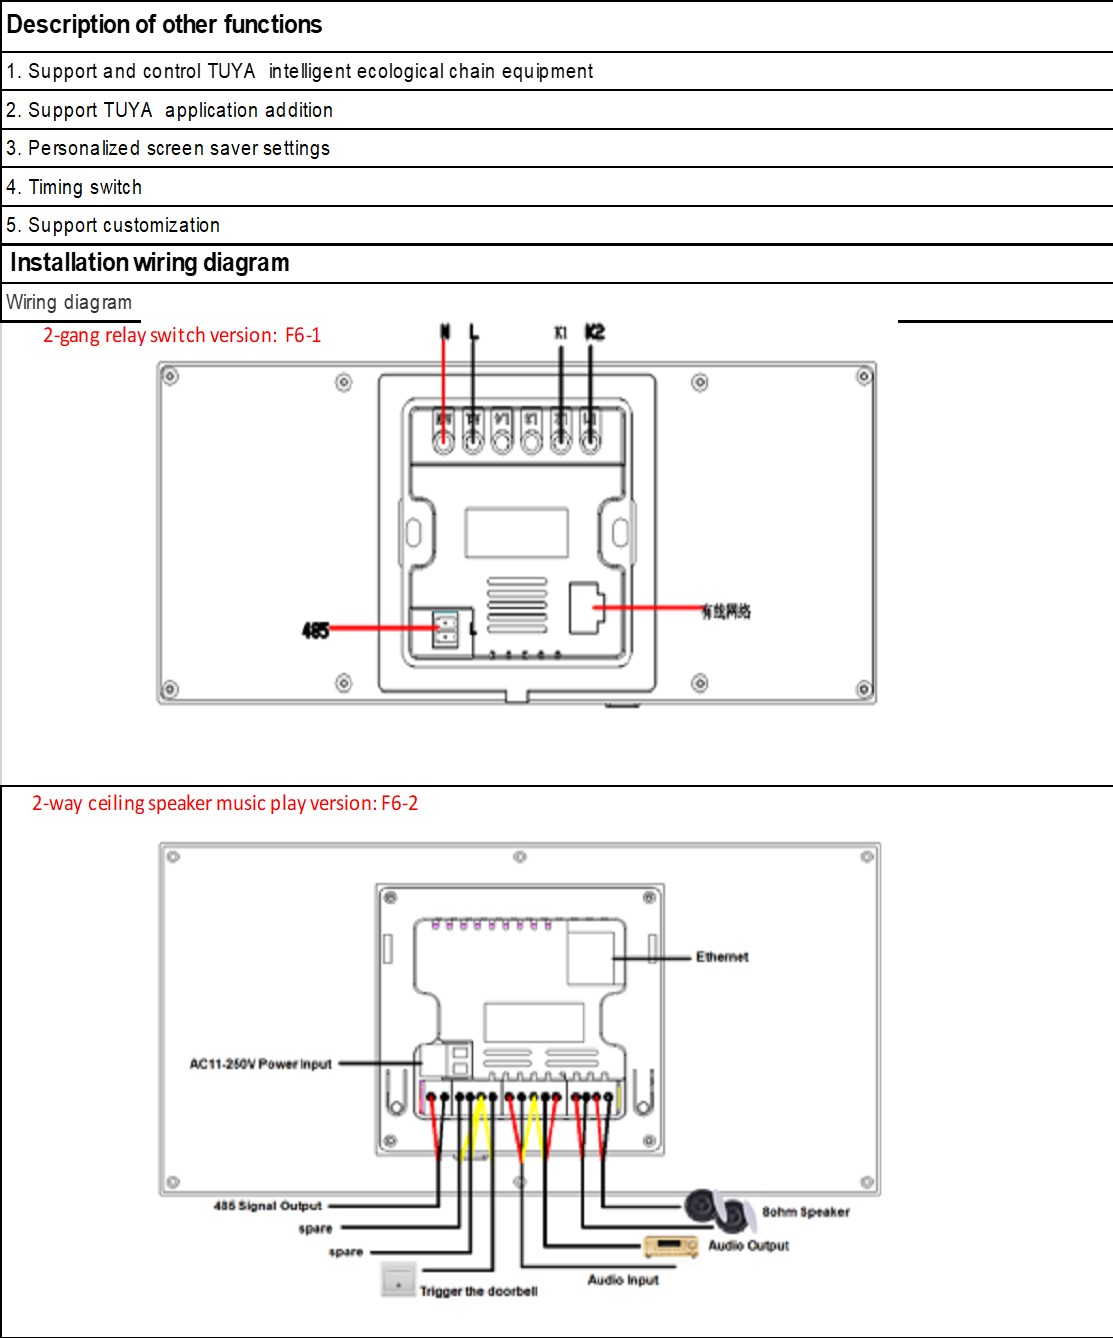 Description of other functions
1. Support and control TUYA intelligent ecological chain equipment
2. Support TUYA application addition
3. Personalized screen saver settings
4. Timing switch
5. Support customization
Installation wiring diagram
Wiring diagram
2-gang relay switch version: F6-1
N L K1 K2
L4 L3 L2 L1
有线网络
485
2-way ceiling speaker music play version: F6-2
Ethernet
AC11-250V Power Input
485 Signal Output
8ohm Speaker
spare
Audio Output
spare
Audio Input
Trigger the doorbell